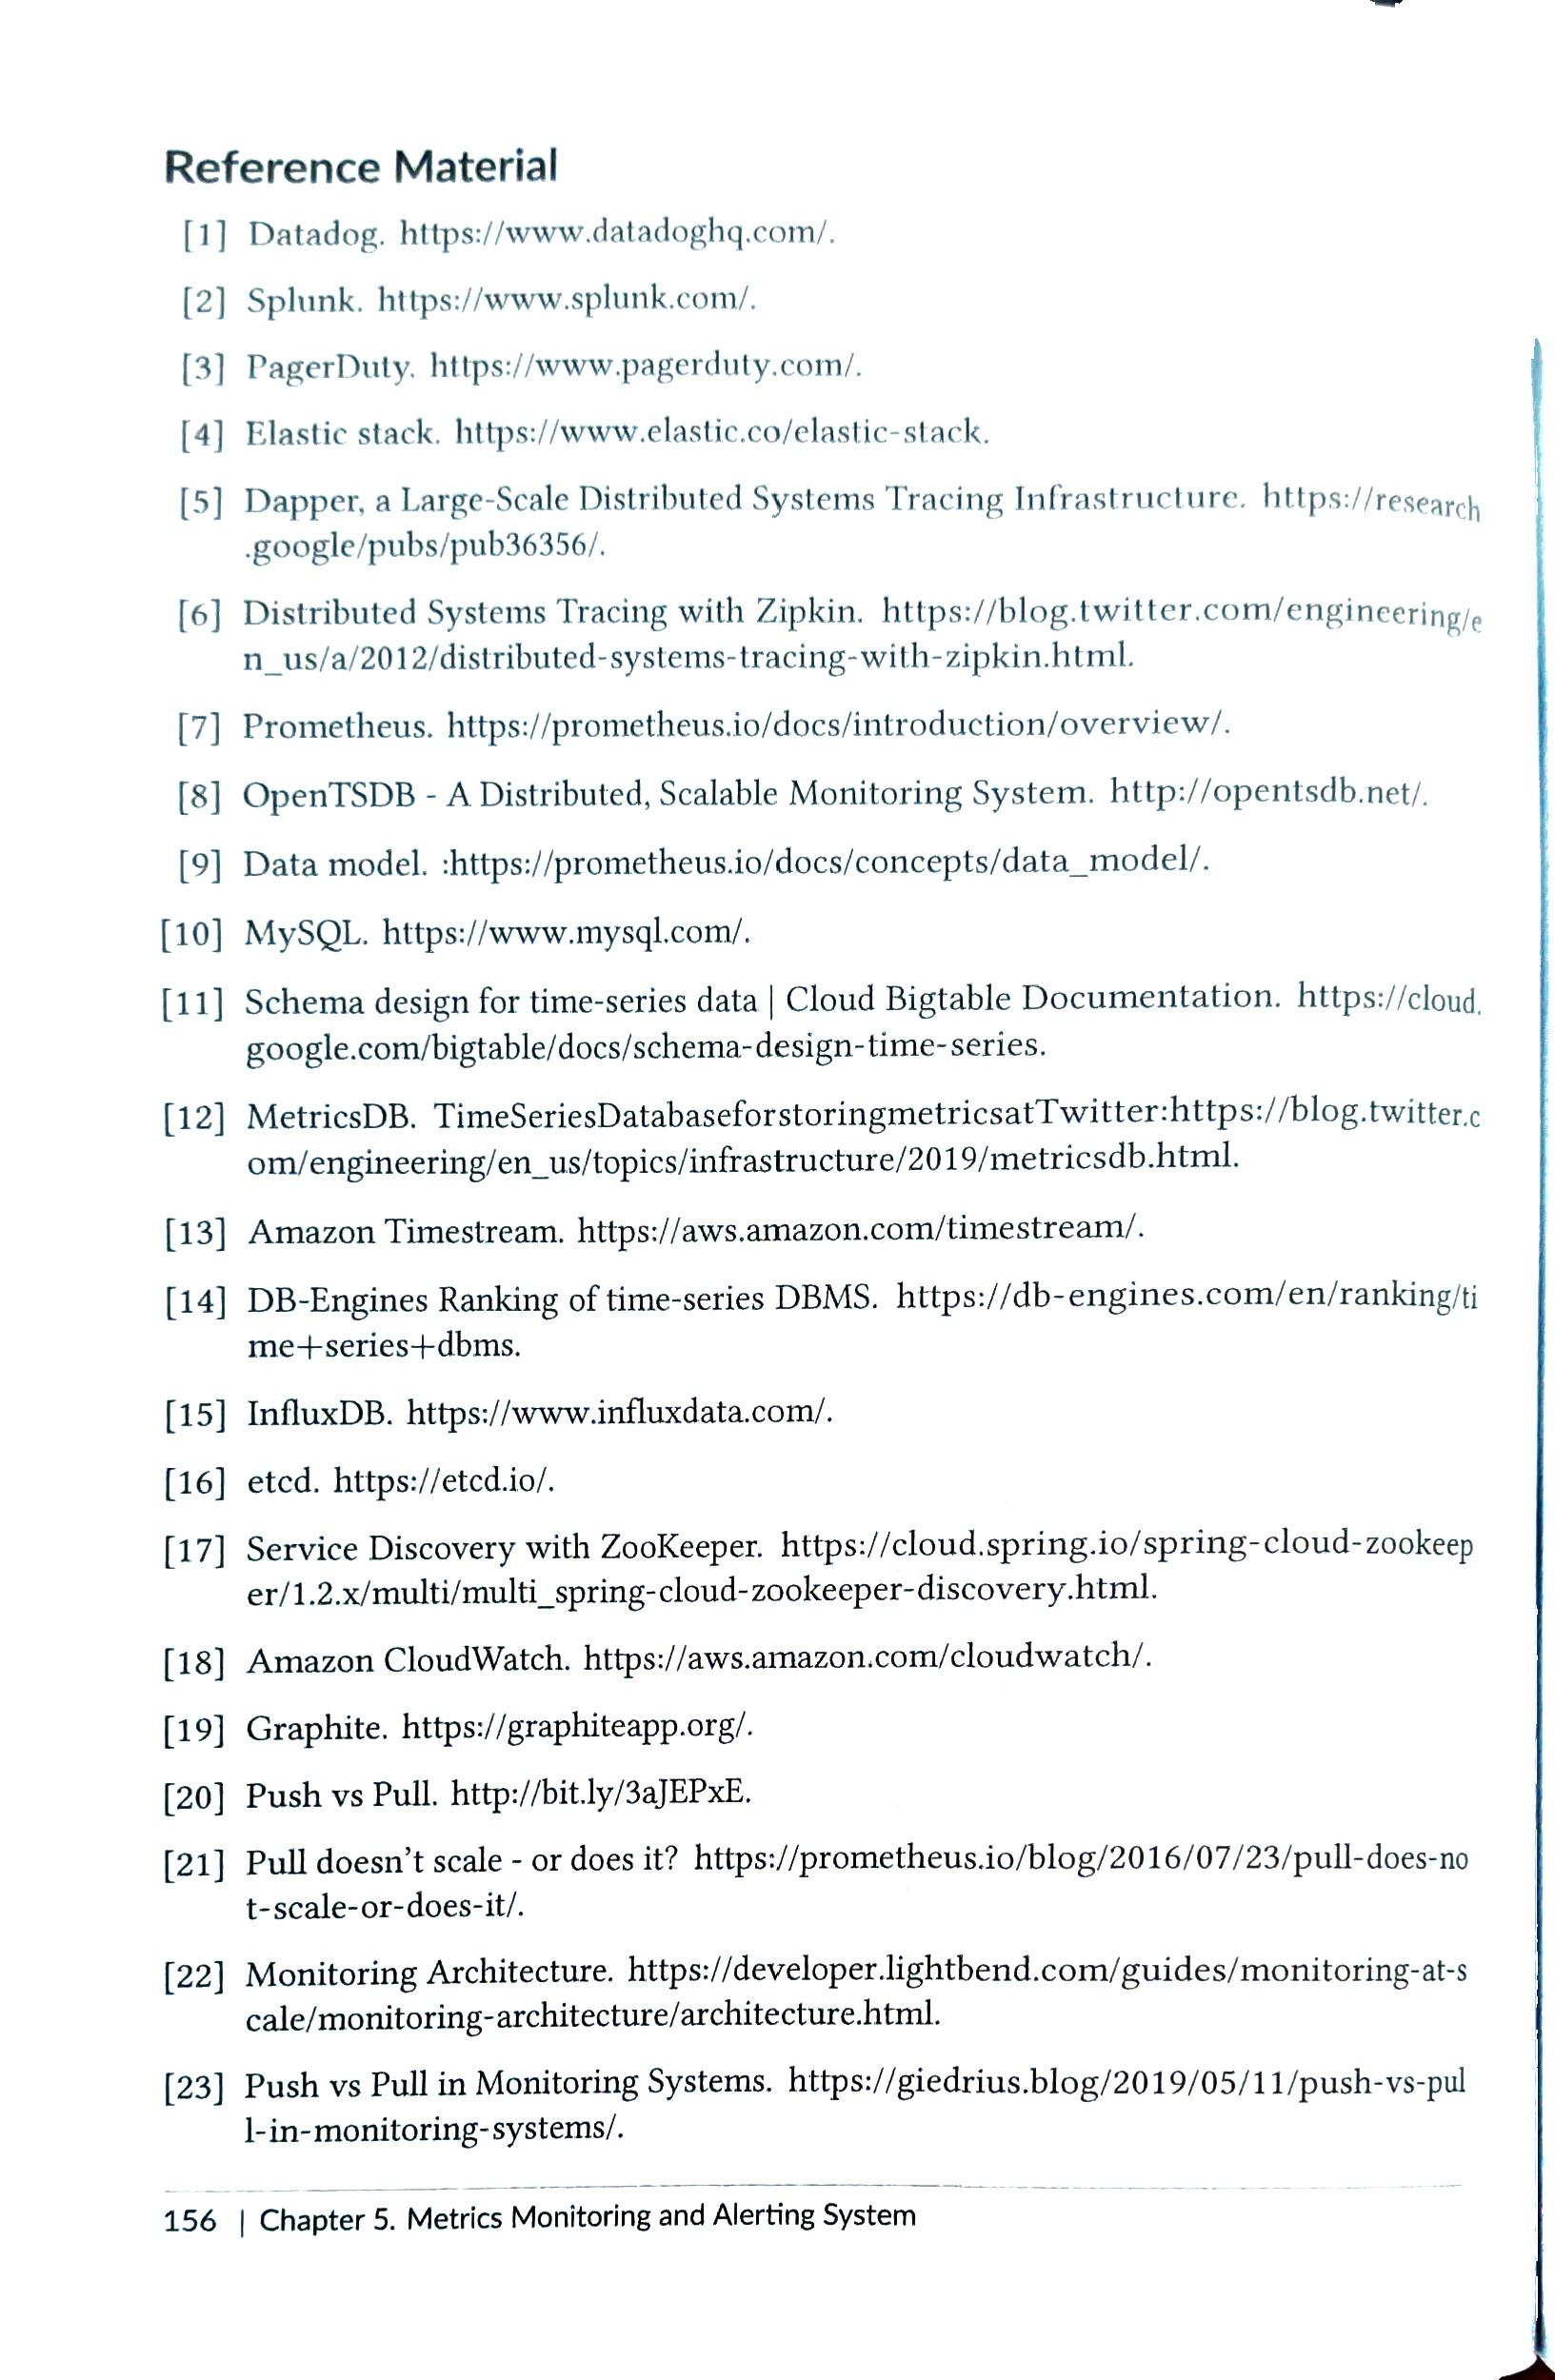 Reference Material
[1] Datadog. https://www.datadoghq.com/.
[2] Splunk. https://www.splunk.com/.
[3] PagerDuty. https://www.pagerduty.com/.
[4] Elastic stack. https://www.elastic.co/elastic-stack.
[5] Dapper, a Large-Scale Distributed Systems Tracing Infrastructure. https://research
.google/pubs/pub36356/.
[6] Distributed Systems Tracing with Zipkin. https://blog.twitter.com/engineering/e
n_us/a/2012/distributed-systems-tracing-with-zipkin.html.
[7] Prometheus. https://prometheus.io/docs/introduction/overview/.
[8] OpenTSDB - A Distributed, Scalable Monitoring System. http://opentsdb.net/.
[9] Data model. :https://prometheus.io/docs/concepts/data_model/.
[10] MySQL. https://www.mysql.com/.
[11] Schema design for time-series data | Cloud Bigtable Documentation. https://cloud.
google.com/bigtable/docs/schema-design-time-series.
[12] MetricsDB. TimeSeriesDatabaseforstoringmetricsatTwitter:https://blog.twitter.c
om/engineering/en_us/topics/infrastructure/2019/metricsdb.html.
[13] Amazon Timestream. https://aws.amazon.com/timestream/.
[14] DB-Engines Ranking of time-series DBMS. https://db-engines.com/en/ranking/ti
me+series+dbms.
[15] InfluxDB. https://www.influxdata.com/.
[16] etcd. https://etcd.io/.
[17] Service Discovery with ZooKeeper. https://cloud.spring.io/spring-cloud-zookeep
er/1.2.x/multi/multi_spring-cloud-zookeeper-discovery.html.
[18] Amazon CloudWatch. https://aws.amazon.com/cloudwatch/.
[19] Graphite. https://graphiteapp.org/.
[20] Push vs Pull. http://bit.ly/3aJEPxE.
[21] Pull doesn't scale - or does it? https://prometheus.io/blog/2016/07/23/pull-does-no
t-scale-or-does-it/.
[22] Monitoring Architecture. https://developer.lightbend.com/guides/monitoring-at-s
cale/monitoring-architecture/architecture.html.
[23] Push vs Pull in Monitoring Systems. https://giedrius.blog/2019/05/11/push-vs-pul
l-in-monitoring-systems/.
156 | Chapter 5. Metrics Monitoring and Alerting System